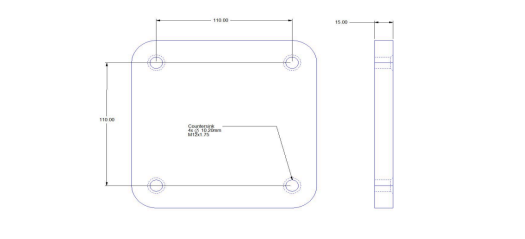 110.00
15.00
110.00
Countersink
4x ∅ 10.20mm
M12x1.75